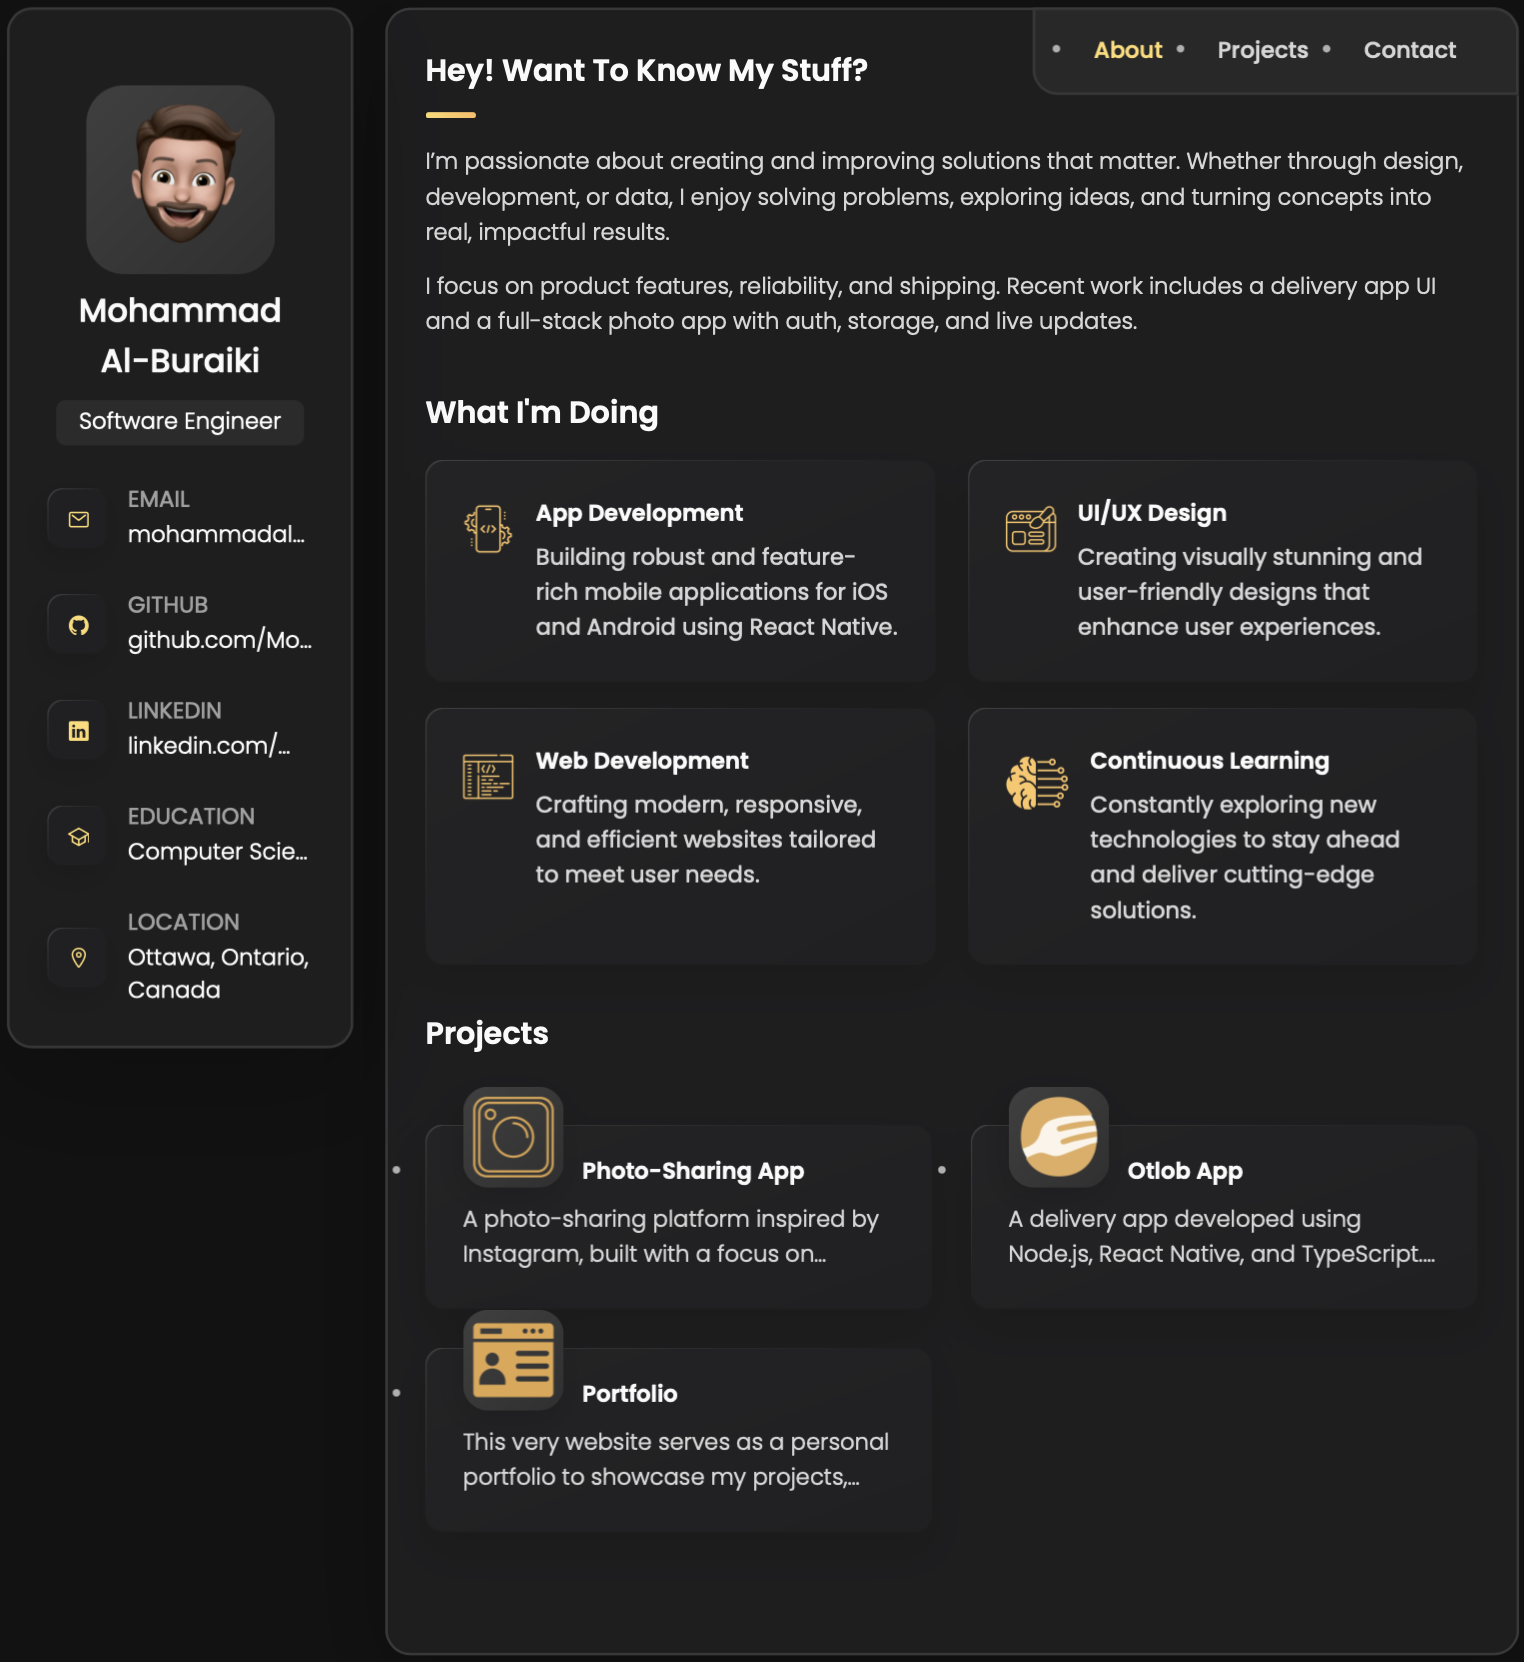 Mohammad
Al-Buraiki
Software Engineer
EMAIL
mohammadal...
GITHUB
github.com/Mo...
LINKEDIN
linkedin.com/...
EDUCATION
Computer Scie...
LOCATION
Ottawa, Ontario,
Canada
• About • Projects • Contact
Hey! Want To Know My Stuff?
I’m passionate about creating and improving solutions that matter. Whether through design,
development, or data, I enjoy solving problems, exploring ideas, and turning concepts into
real, impactful results.
I focus on product features, reliability, and shipping. Recent work includes a delivery app UI
and a full-stack photo app with auth, storage, and live updates.
What I'm Doing
App Development
Building robust and feature-
rich mobile applications for iOS
and Android using React Native.
UI/UX Design
Creating visually stunning and
user-friendly designs that
enhance user experiences.
Web Development
Crafting modern, responsive,
and efficient websites tailored
to meet user needs.
Continuous Learning
Constantly exploring new
technologies to stay ahead
and deliver cutting-edge
solutions.
Projects
• Photo-Sharing App
A photo-sharing platform inspired by
Instagram, built with a focus on...
• Otlob App
A delivery app developed using
Node.js, React Native, and TypeScript....
• Portfolio
This very website serves as a personal
portfolio to showcase my projects,...